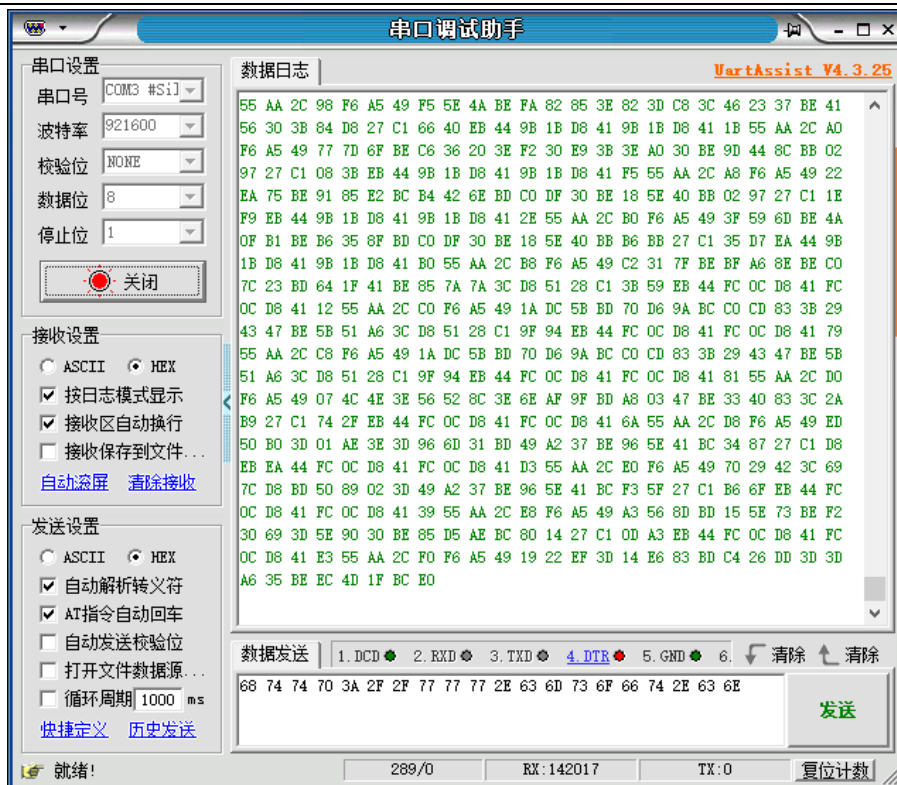 串口调试助手
串口设置
串口号 COM3 #Sil
波特率 921600
校验位 NONE
数据位 8
停止位 1
关闭
接收设置
ASCII HEX
按日志模式显示
接收区自动换行
接收保存到文件...
自动滚屏 清除接收
发送设置
ASCII HEX
自动解析转义符
AT指令自动回车
自动发送校验位
打开文件数据源...
循环周期 1000 ms
快捷定义 历史发送
数据日志 UartAssist V4.3.25
55 AA 2C 98 F6 A5 49 F5 5E 4A BE FA 82 85 3E 82 3D C8 3C 46 23 37 BE 41
56 30 3B 84 D8 27 C1 66 40 EB 44 9B 1B D8 41 9B 1B D8 41 1B 55 AA 2C A0
F6 A5 49 77 7D 6F BE C6 36 20 3E F2 30 E9 3B 3E A0 30 BE 9D 44 8C BB 02
97 27 C1 08 3B EB 44 9B 1B D8 41 9B 1B D8 41 F5 55 AA 2C A8 F6 A5 49 22
EA 75 BE 91 85 E2 BC B4 42 6E BD C0 DF 30 BE 18 5E 40 BB 02 97 27 C1 1E
F9 EB 44 9B 1B D8 41 9B 1B D8 41 2E 55 AA 2C B0 F6 A5 49 3F 59 6D BE 4A
0F B1 BE B6 35 8F BD C0 DF 30 BE 18 5E 40 BB B6 BB 27 C1 35 D7 EA 44 9B
1B D8 41 9B 1B D8 41 B0 55 AA 2C B8 F6 A5 49 C2 31 7F BE BF A6 8E BE C0
7C 23 BD 64 1F 41 BE 85 7A 7A 3C D8 51 28 C1 3B 59 EB 44 FC 0C D8 41 FC
0C D8 41 12 55 AA 2C C0 F6 A5 49 1A DC 5B BD 70 D6 9A BC C0 CD 83 3B 29
43 47 BE 5B 51 A6 3C D8 51 28 C1 9F 94 EB 44 FC 0C D8 41 FC 0C D8 41 79
55 AA 2C C8 F6 A5 49 1A DC 5B BD 70 D6 9A BC C0 CD 83 3B 29 43 47 BE 5B
51 A6 3C D8 51 28 C1 9F 94 EB 44 FC 0C D8 41 FC 0C D8 41 81 55 AA 2C D0
F6 A5 49 07 4C 4E 3E 56 52 8C 3E 6E AF 9F BD A8 03 47 BE 33 40 83 3C 2A
B9 27 C1 74 2F EB 44 FC 0C D8 41 FC 0C D8 41 6A 55 AA 2C D8 F6 A5 49 ED
50 B0 3D 01 AE 3E 3D 96 6D 31 BD 49 A2 37 BE 96 5E 41 BC 34 87 27 C1 D8
EB EA 44 FC 0C D8 41 FC 0C D8 41 D3 55 AA 2C E0 F6 A5 49 70 29 42 3C 69
7C D8 BD 50 89 02 3D 49 A2 37 BE 96 5E 41 BC F3 5F 27 C1 B6 6F EB 44 FC
0C D8 41 FC 0C D8 41 39 55 AA 2C E8 F6 A5 49 A3 56 8D BD 15 5E 73 BE F2
30 69 3D 5E 90 30 BE 85 D5 AE BC 80 14 27 C1 0D A3 EB 44 FC 0C D8 41 FC
0C D8 41 E3 55 AA 2C F0 F6 A5 49 19 22 EF 3D 14 E6 83 BD C4 26 DD 3D 3D
A6 35 BE EC 4D 1F BC E0
数据发送 1.DCD 2.RXD 3.TXD 4.DTR 5.GND 6. 清除 清除
68 74 74 70 3A 2F 2F 77 77 77 2E 63 6D 73 6F 66 74 2E 63 6E
发送
就绪! 289/0 RX:142017 TX:0 复位计数